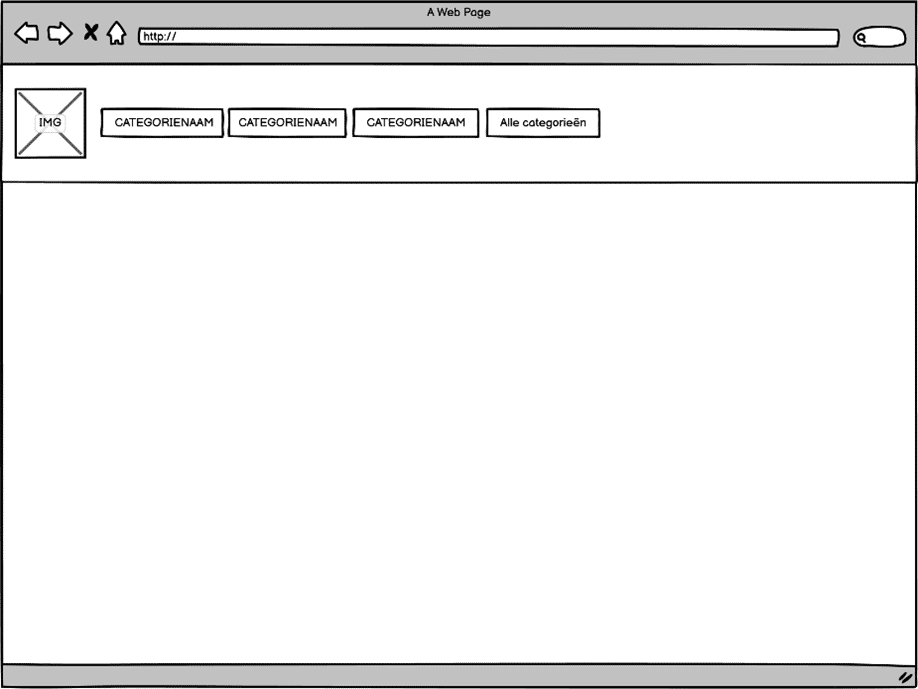 A Web Page
http://
IMG
CATEGORIENAAM
CATEGORIENAAM
CATEGORIENAAM
Alle categorieën